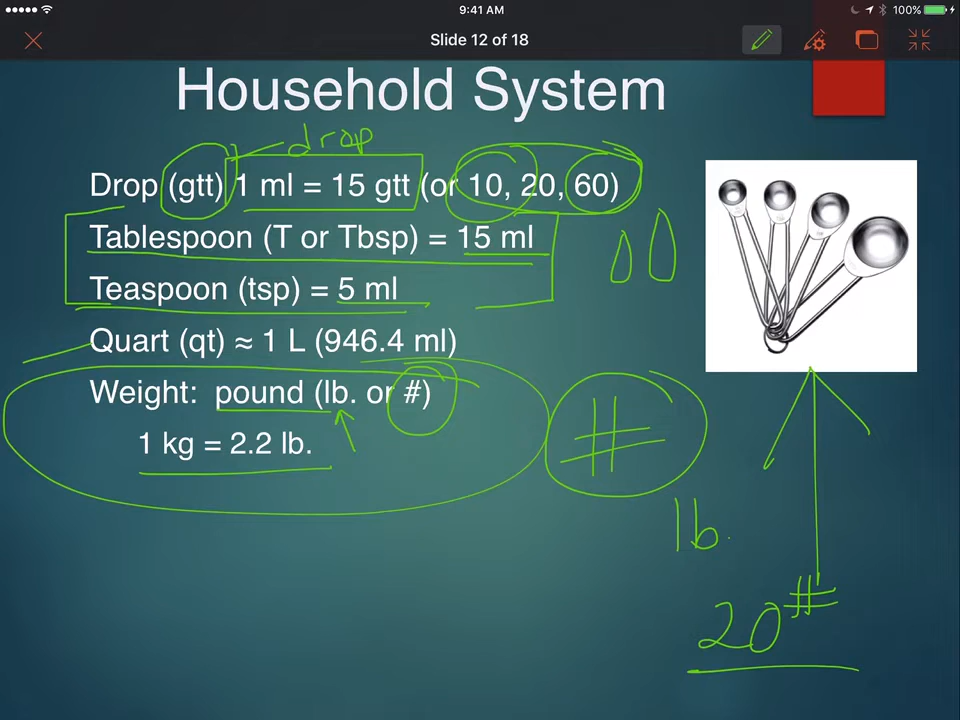 9:41 AM
100%
Slide 12 of 18
Household System
drop
Drop (gtt) 1 ml = 15 gtt (or 10, 20, 60)
Tablespoon (T or Tbsp) = 15 ml
Teaspoon (tsp) = 5 ml
Quart (qt) ≈ 1 L (946.4 ml)
Weight: pound (lb. or #)
1 kg = 2.2 lb.
#
lb.
20#